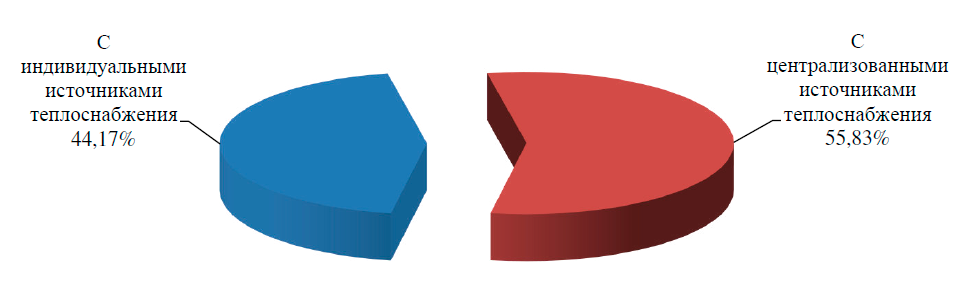 С
индивидуальными
источниками
теплоснабжения
44,17%
С
централизованными
источниками
теплоснабжения
55,83%